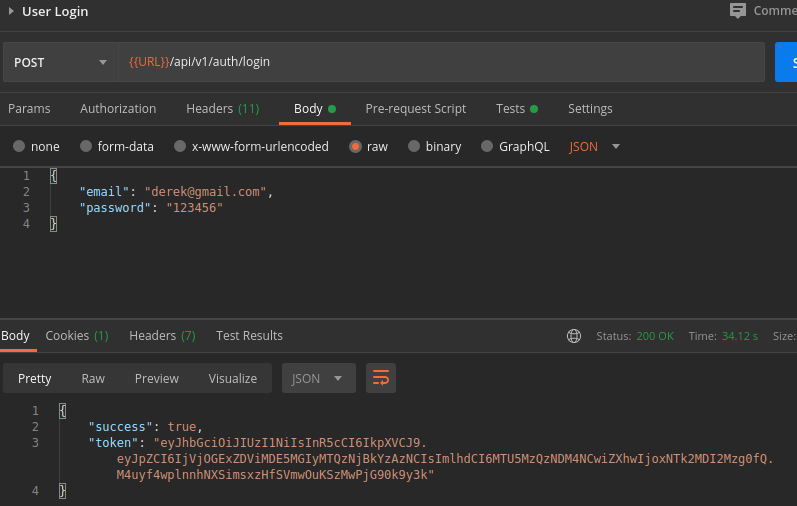 User Login
Comme
POST {{URL}}/api/v1/auth/login S
Params Authorization Headers (11) Body Pre-request Script Tests Settings
none form-data x-www-form-urlencoded raw binary GraphQL JSON
1 {
2 "email": "derek@gmail.com",
3 "password": "123456"
4 }
Body Cookies (1) Headers (7) Test Results Status: 200 OK Time: 34.12 s Size:
Pretty Raw Preview Visualize JSON
1 {
2 "success": true,
3 "token": "eyJhbGciOiJIUzI1NiIsInR5cCI6IkpXVCJ9.
eyJpZCI6IjVjOGExZDViMDE5MGIyMTQzNjBkYzAzNCIsImlhdCI6MTU5MzQzNDM4NCwiZXhwIjoxNTk2MDI2Mzg0fQ.
M4uyf4wplnnhNXSimsxzHfSVmwOuKSzMwPjG90k9y3k"
4 }